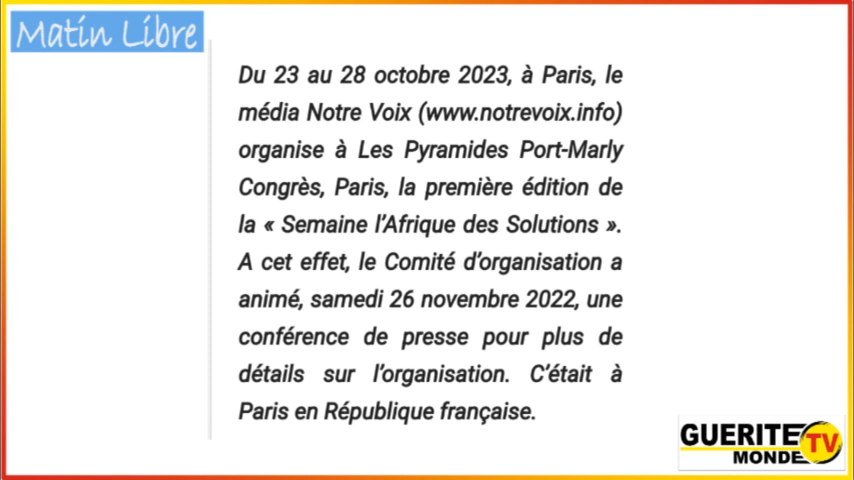 Matin Libre
Du 23 au 28 octobre 2023, à Paris, le
média Notre Voix (www.notrevoix.info)
organise à Les Pyramides Port-Marly
Congrès, Paris, la première édition de
la « Semaine l’Afrique des Solutions ».
A cet effet, le Comité d’organisation a
animé, samedi 26 novembre 2022, une
conférence de presse pour plus de
détails sur l’organisation. C’était à
Paris en République française.
GUERITE TV
MONDE